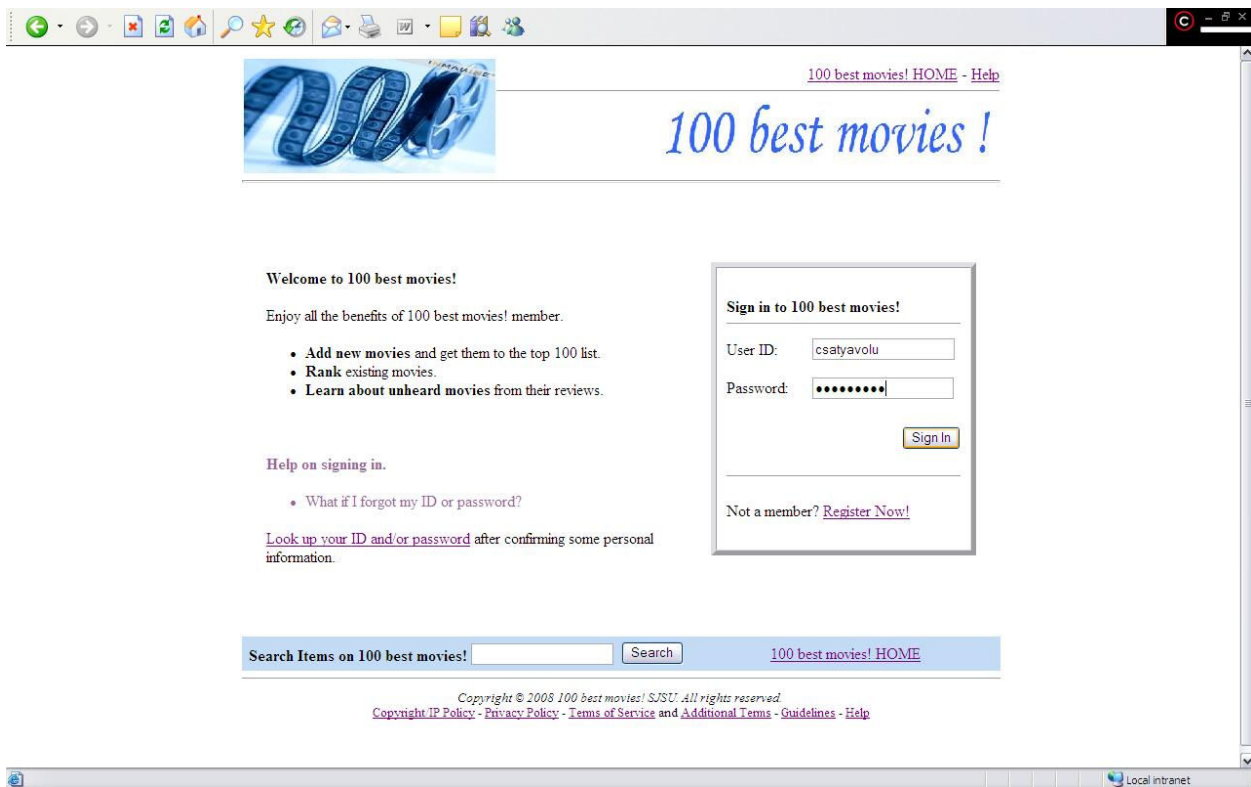 100 best movies! HOME - Help
100 best movies !
Welcome to 100 best movies!
Enjoy all the benefits of 100 best movies! member.
• Add new movies and get them to the top 100 list.
• Rank existing movies.
• Learn about unheard movies from their reviews.
Help on signing in.
• What if I forgot my ID or password?
Look up your ID and/or password after confirming some personal
information.
Sign in to 100 best movies!
User ID: csatyavolu
Password: •••••••••
Sign In
Not a member? Register Now!
Search Items on 100 best movies! Search 100 best movies! HOME
Copyright © 2008 100 best movies! SJSU. All rights reserved.
Copyright/IP Policy - Privacy Policy - Terms of Service and Additional Terms - Guidelines - Help
Local intranet